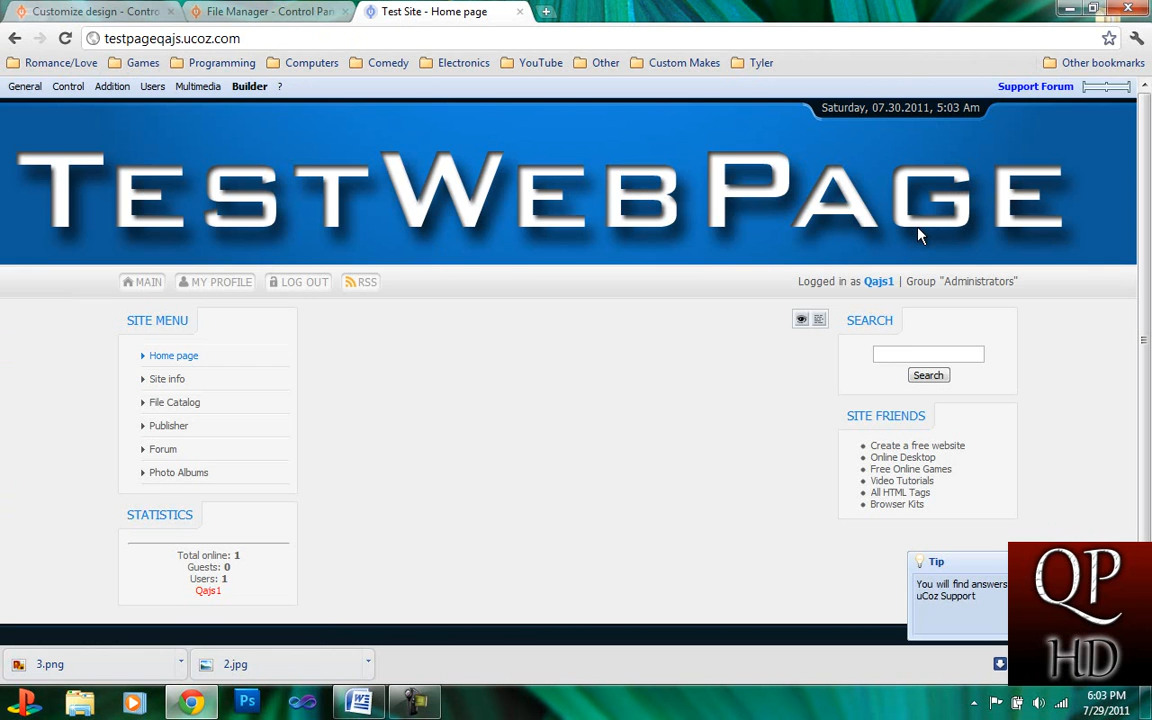 Customize design - Contro
File Manager - Control Pan
Test Site - Home page
testpageqajs.ucoz.com
Romance/Love Games Programming Computers Comedy Electronics YouTube Other Custom Makes Tyler Other bookmarks
General Control Addition Users Multimedia Builder ? Support Forum
Saturday, 07.30.2011, 5:03 Am
TestWebPage
MAIN MY PROFILE LOG OUT RSS
Logged in as Qajs1 | Group "Administrators"
SITE MENU
Home page
Site info
File Catalog
Publisher
Forum
Photo Albums
STATISTICS
Total online: 1
Guests: 0
Users: 1
Qajs1
SEARCH
Search
SITE FRIENDS
Create a free website
Online Desktop
Free Online Games
Video Tutorials
All HTML Tags
Browser Kits
Tip
You will find answers
uCoz Support
QP
HD
3.png
2.jpg
Ps
W
6:03 PM
7/29/2011